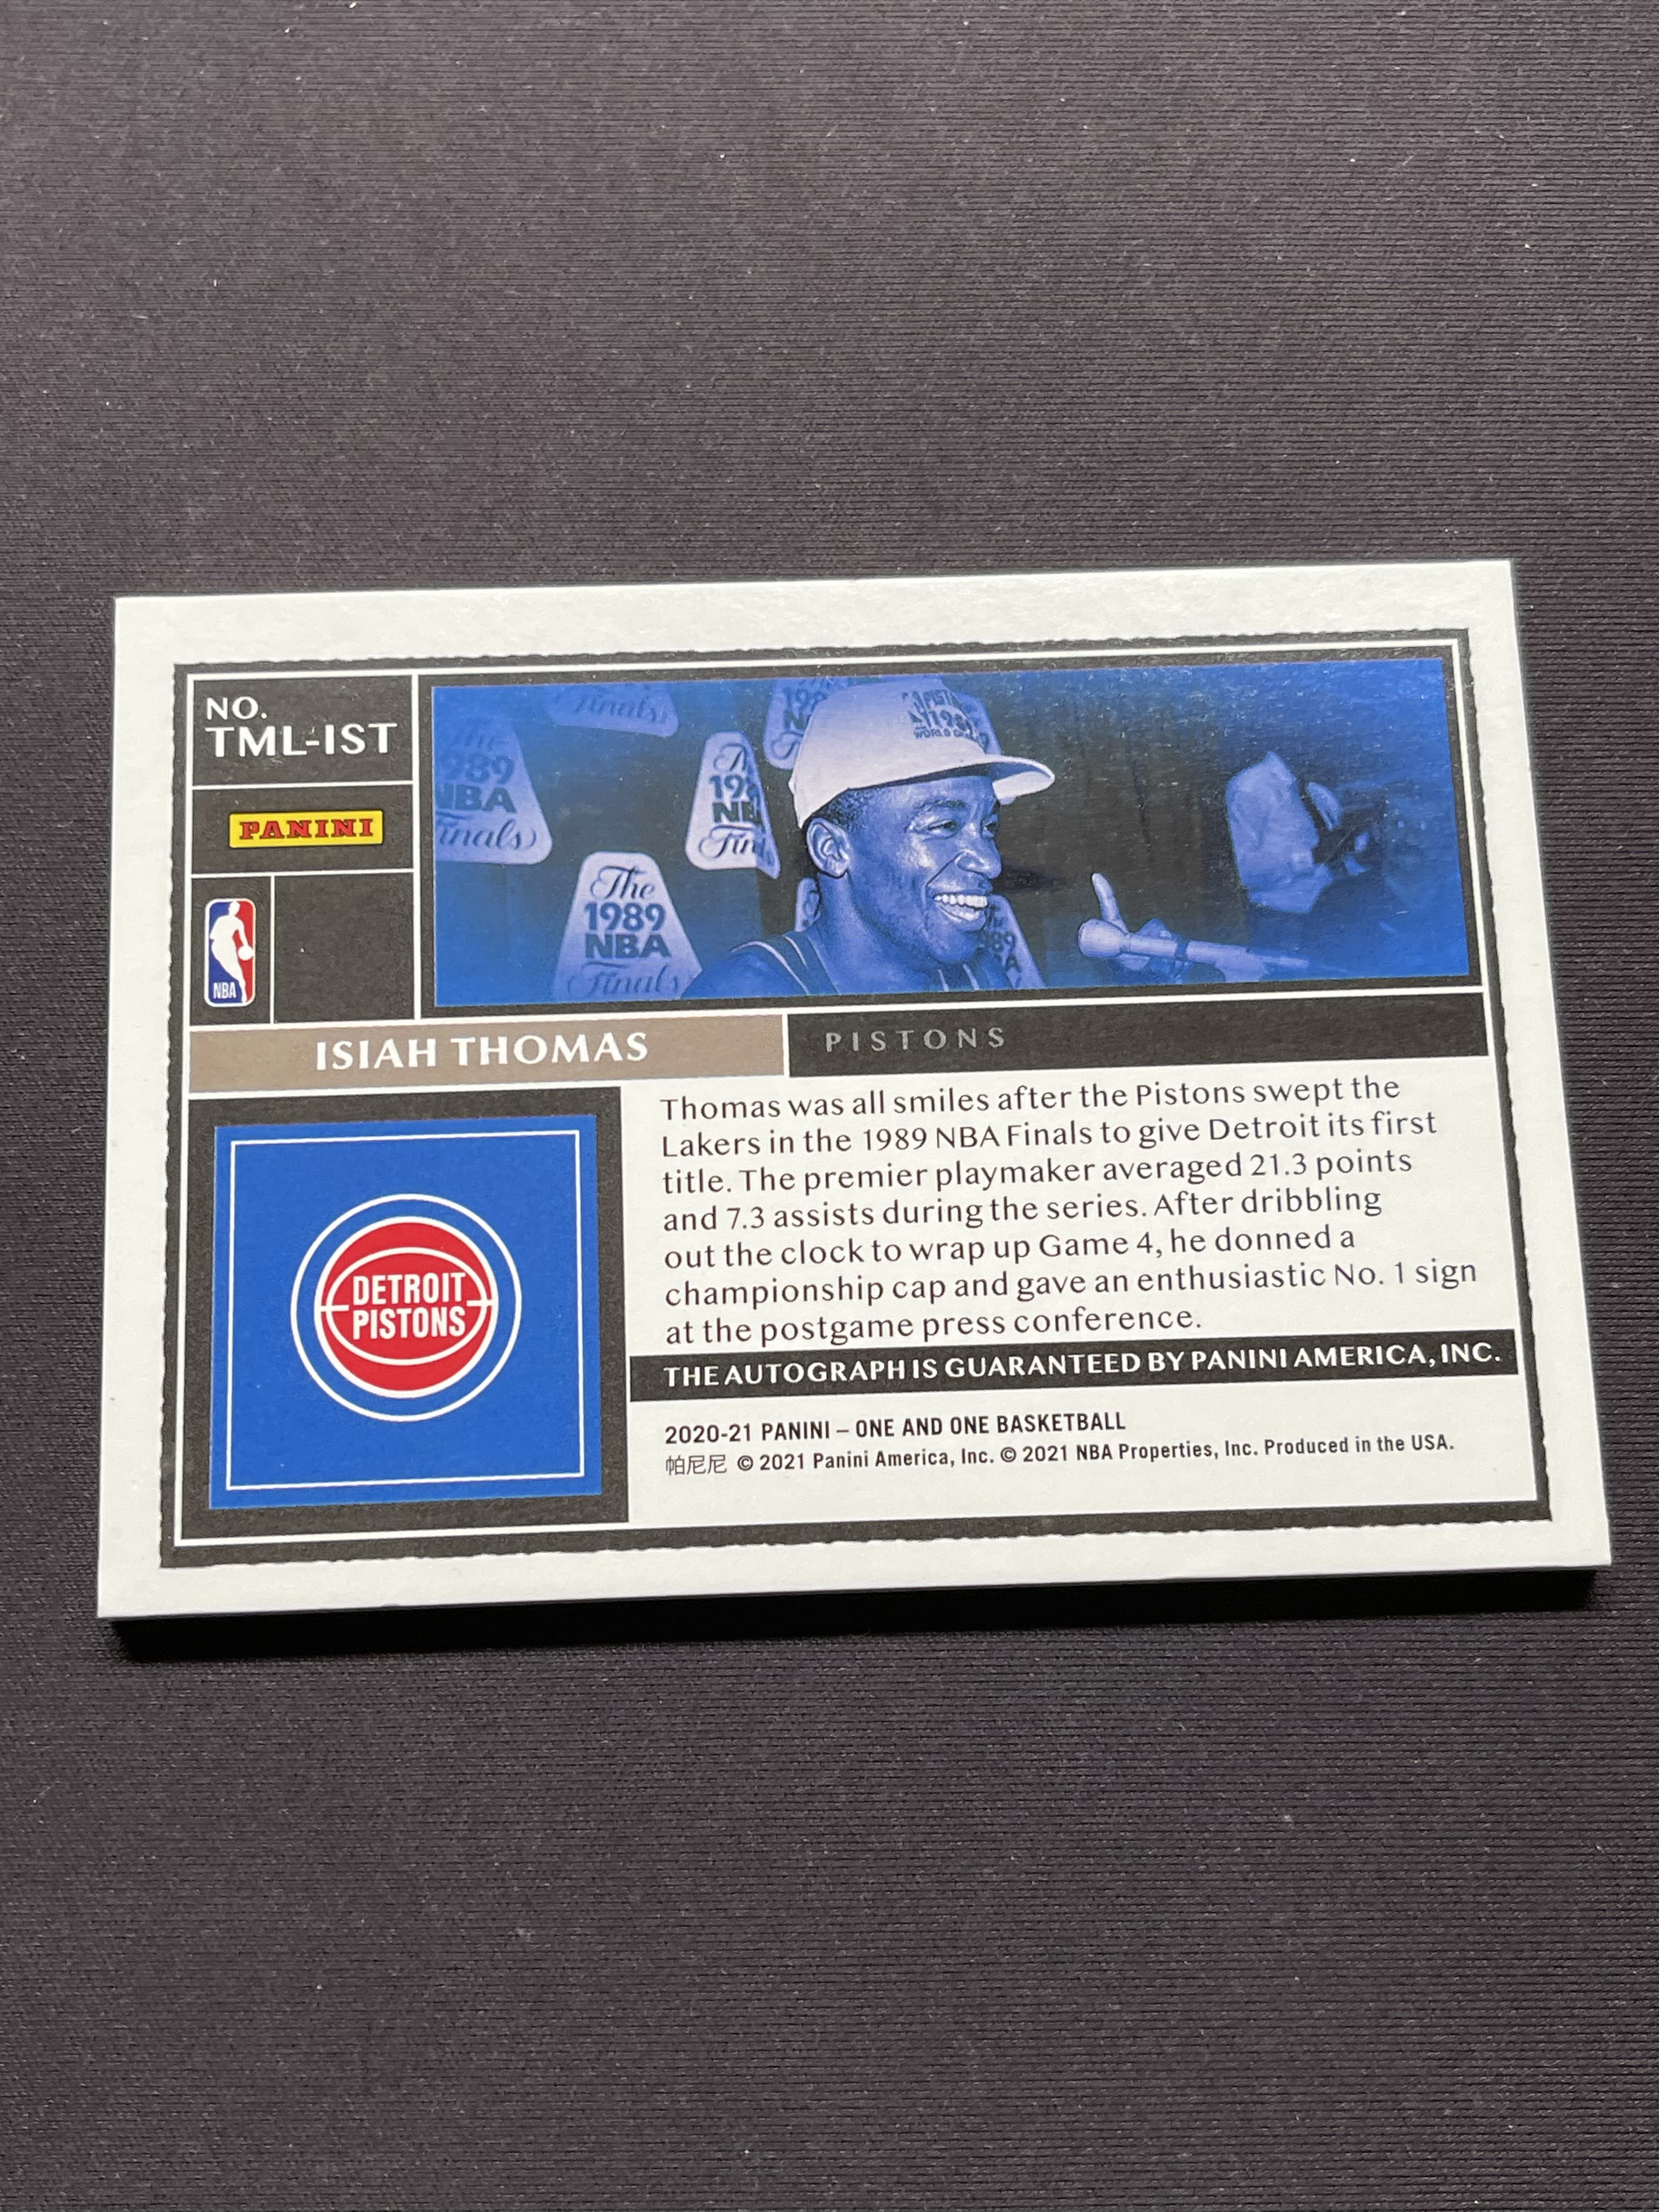 NO.
TML-IST
PANINI
NBA
Finals
The
1989
NBA
Finals
The
1989
NBA
Finals
ISIAH THOMAS
PISTONS
DETROIT
PISTONS
Thomas was all smiles after the Pistons swept the
Lakers in the 1989 NBA Finals to give Detroit its first
title. The premier playmaker averaged 21.3 points
and 7.3 assists during the series. After dribbling
out the clock to wrap up Game 4, he donned a
championship cap and gave an enthusiastic No. 1 sign
at the postgame press conference.
THE AUTOGRAPH IS GUARANTEED BY PANINI AMERICA, INC.
2020-21 PANINI – ONE AND ONE BASKETBALL
帕尼尼 © 2021 Panini America, Inc. © 2021 NBA Properties, Inc. Produced in the USA.